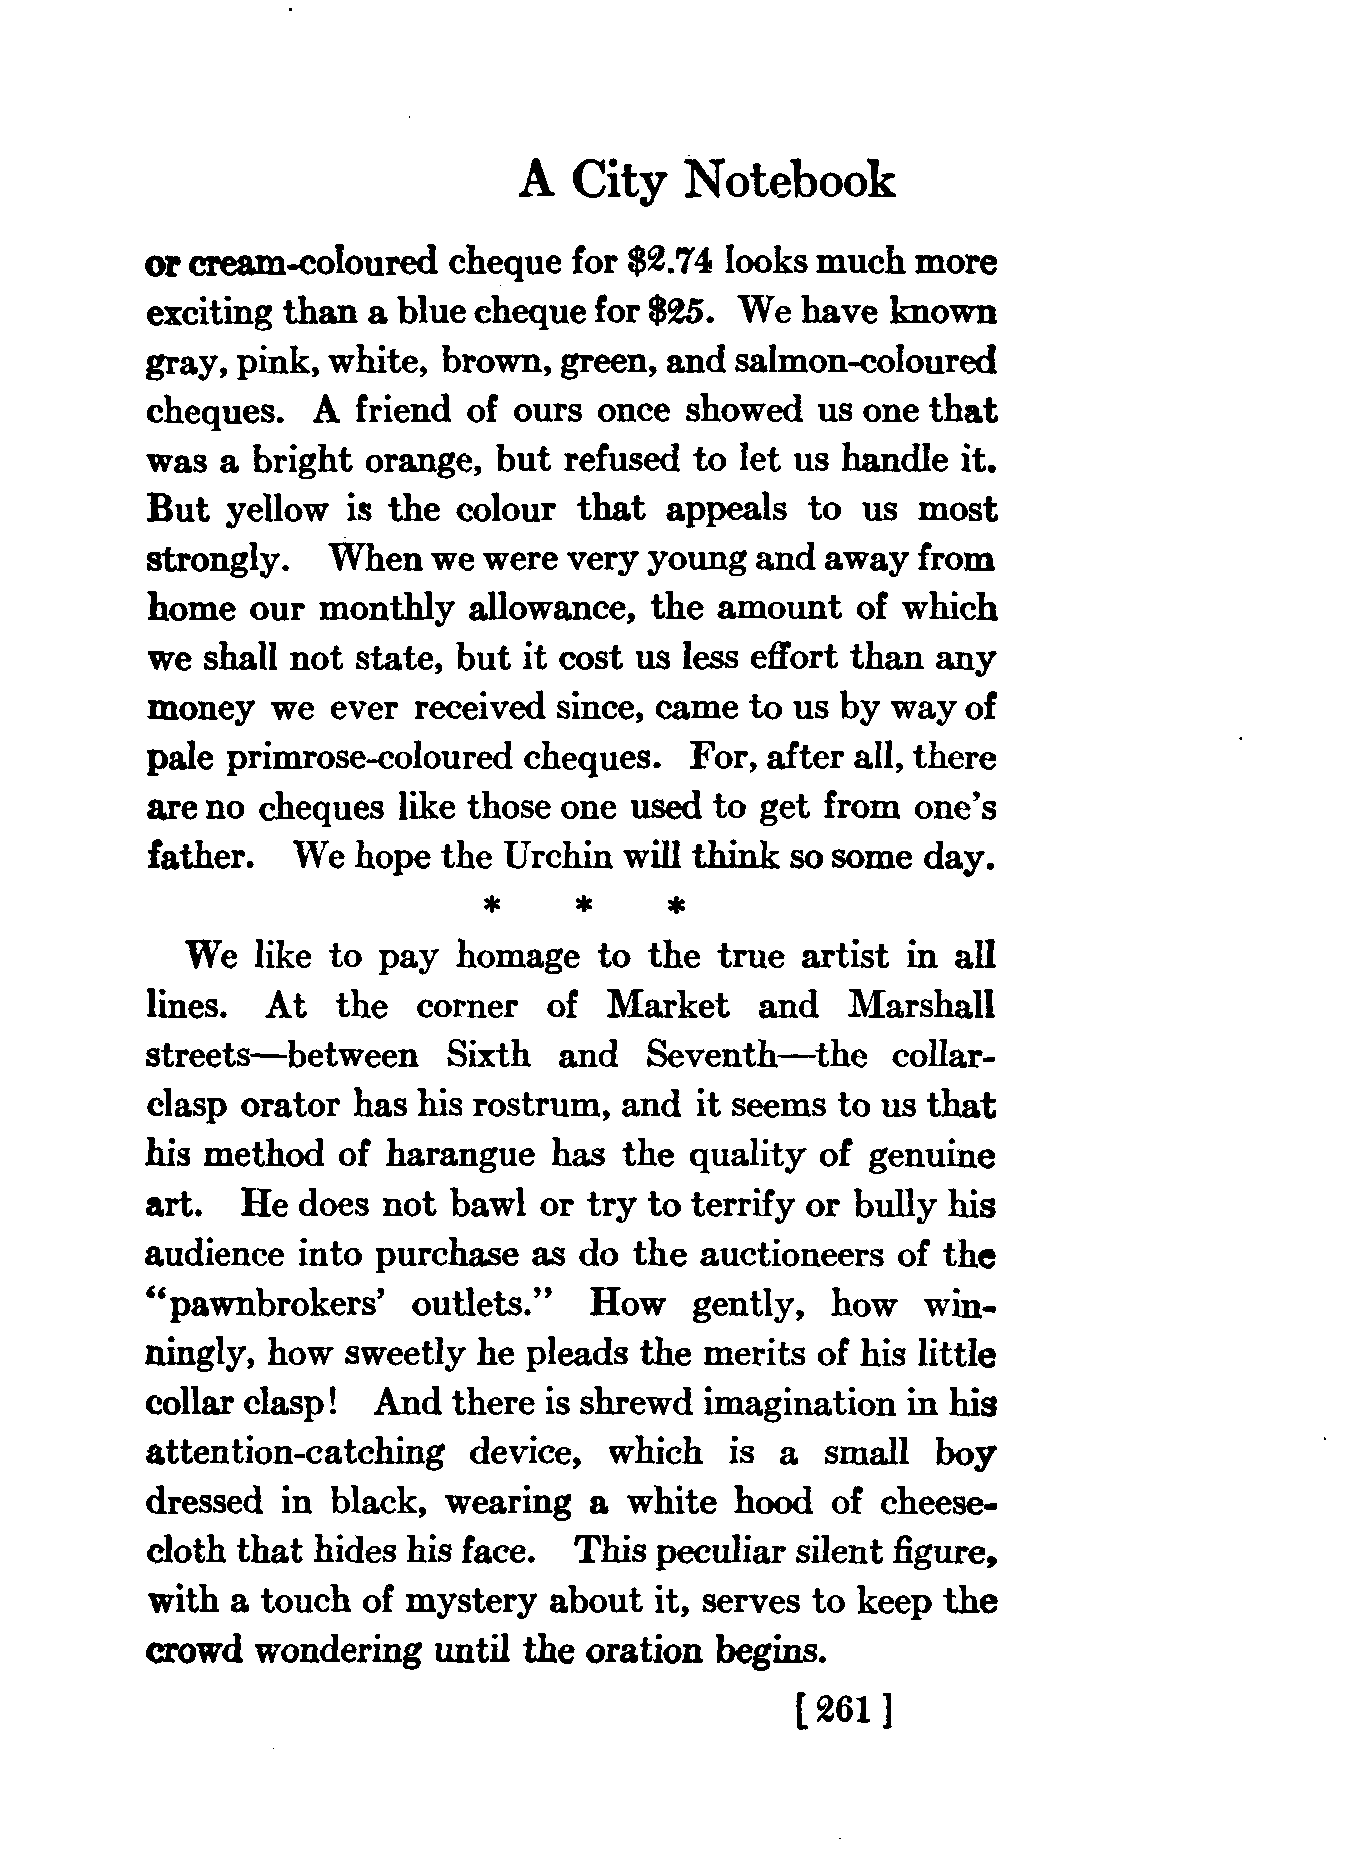 A City Notebook
or cream-coloured cheque for $2.74 looks much more
exciting than a blue cheque for $25. We have known
gray, pink, white, brown, green, and salmon-coloured
cheques. A friend of ours once showed us one that
was a bright orange, but refused to let us handle it.
But yellow is the colour that appeals to us most
strongly. When we were very young and away from
home our monthly allowance, the amount of which
we shall not state, but it cost us less effort than any
money we ever received since, came to us by way of
pale primrose-coloured cheques. For, after all, there
are no cheques like those one used to get from one's
father. We hope the Urchin will think so some day.
* * *
We like to pay homage to the true artist in all
lines. At the corner of Market and Marshall
streets—between Sixth and Seventh—the collar-
clasp orator has his rostrum, and it seems to us that
his method of harangue has the quality of genuine
art. He does not bawl or try to terrify or bully his
audience into purchase as do the auctioneers of the
"pawnbrokers' outlets." How gently, how win-
ningly, how sweetly he pleads the merits of his little
collar clasp! And there is shrewd imagination in his
attention-catching device, which is a small boy
dressed in black, wearing a white hood of cheese-
cloth that hides his face. This peculiar silent figure,
with a touch of mystery about it, serves to keep the
crowd wondering until the oration begins.
[ 261 ]